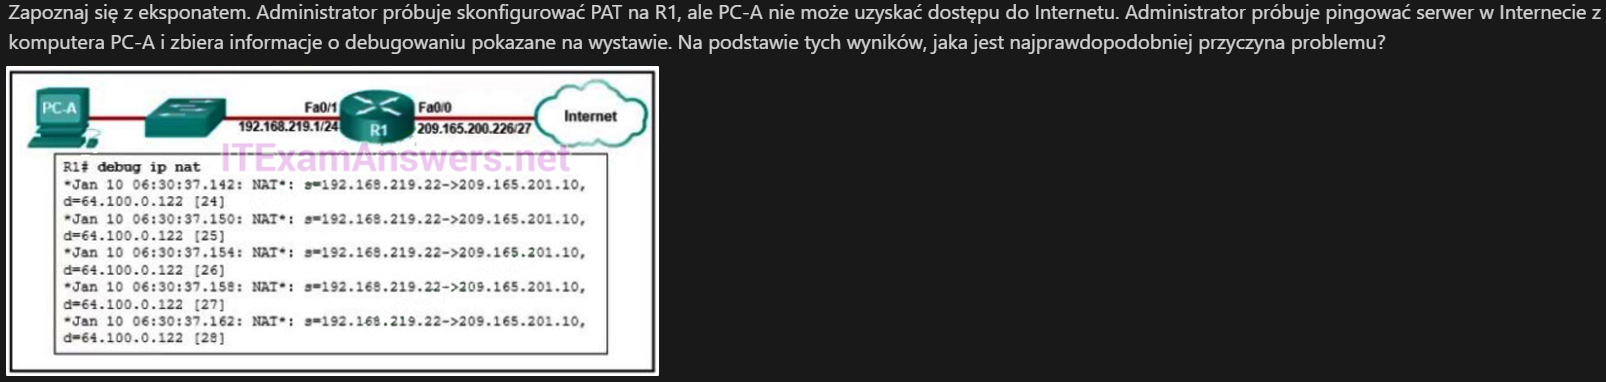 Zapoznaj się z eksponatem. Administrator próbuje skonfigurować PAT na R1, ale PC-A nie może uzyskać dostępu do Internetu. Administrator próbuje pingować serwer w Internecie z
komputera PC-A i zbiera informacje o debugowaniu pokazane na wystawie. Na podstawie tych wyników, jaka jest najprawdopodobniej przyczyna problemu?
PC-A
Fa0/1
Fa0/0
Internet
192.168.219.1/24
R1
209.165.200.226/27
ITExamAnswers.net
R1# debug ip nat
*Jan 10 06:30:37.142: NAT*: s=192.168.219.22->209.165.201.10,
d=64.100.0.122 [24]
*Jan 10 06:30:37.150: NAT*: s=192.168.219.22->209.165.201.10,
d=64.100.0.122 [25]
*Jan 10 06:30:37.154: NAT*: s=192.168.219.22->209.165.201.10,
d=64.100.0.122 [26]
*Jan 10 06:30:37.158: NAT*: s=192.168.219.22->209.165.201.10,
d=64.100.0.122 [27]
*Jan 10 06:30:37.162: NAT*: s=192.168.219.22->209.165.201.10,
d=64.100.0.122 [28]